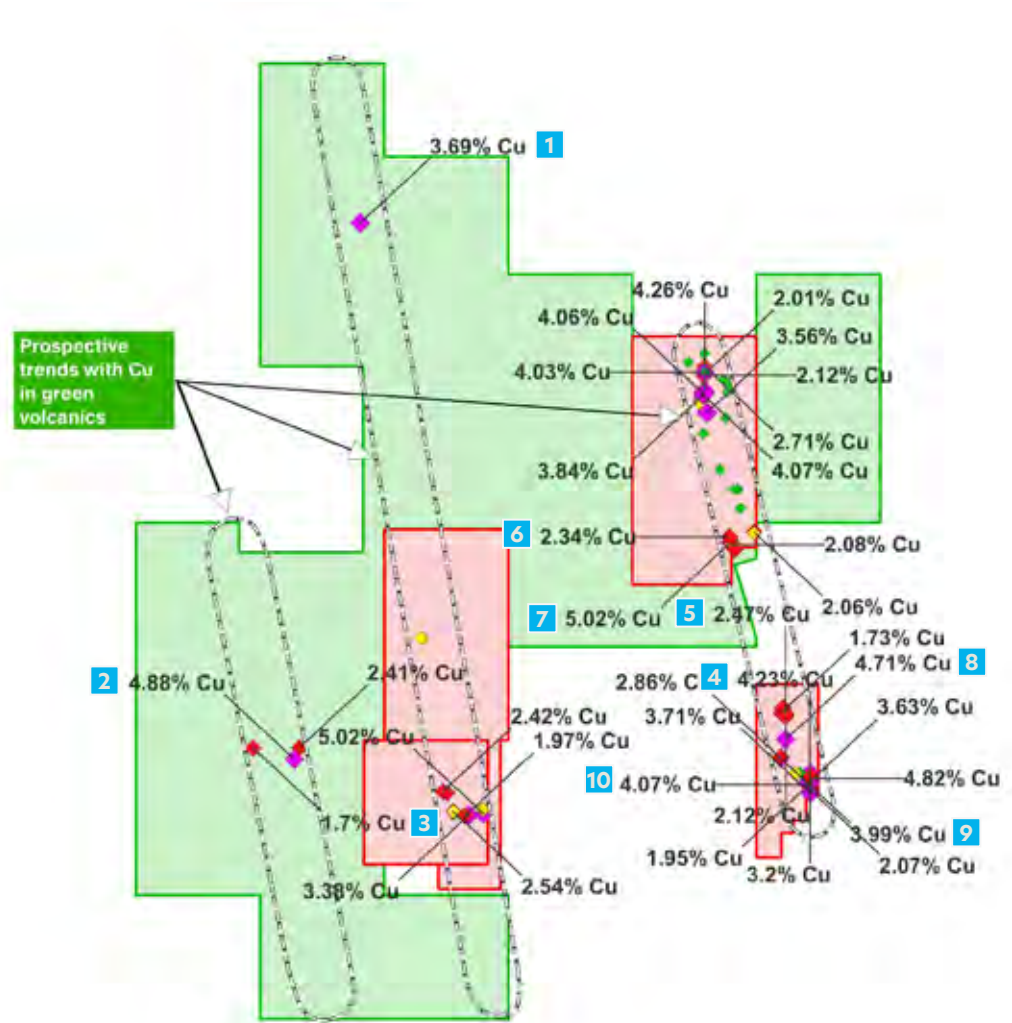 3.69% Cu 1
4.26% Cu
2.01% Cu
4.06% Cu
3.56% Cu
Prospective
trends with Cu
in green
volcanics
4.03% Cu
2.12% Cu
2.71% Cu
3.84% Cu
4.07% Cu
6 2.34% Cu
2.08% Cu
7 5.02% Cu
5 2.47% Cu
2.06% Cu
1.73% Cu
4.71% Cu 8
2 4.88% Cu
2.41% Cu
2.86% C 4
4.23% Cu
3.63% Cu
2.42% Cu
3.71% Cu
5.02% Cu
1.97% Cu
10 4.07% Cu
4.82% Cu
1.7% Cu 3
2.12% Cu
3.99% Cu 9
1.95% Cu
2.07% Cu
3.2% Cu
3.38% Cu
2.54% Cu